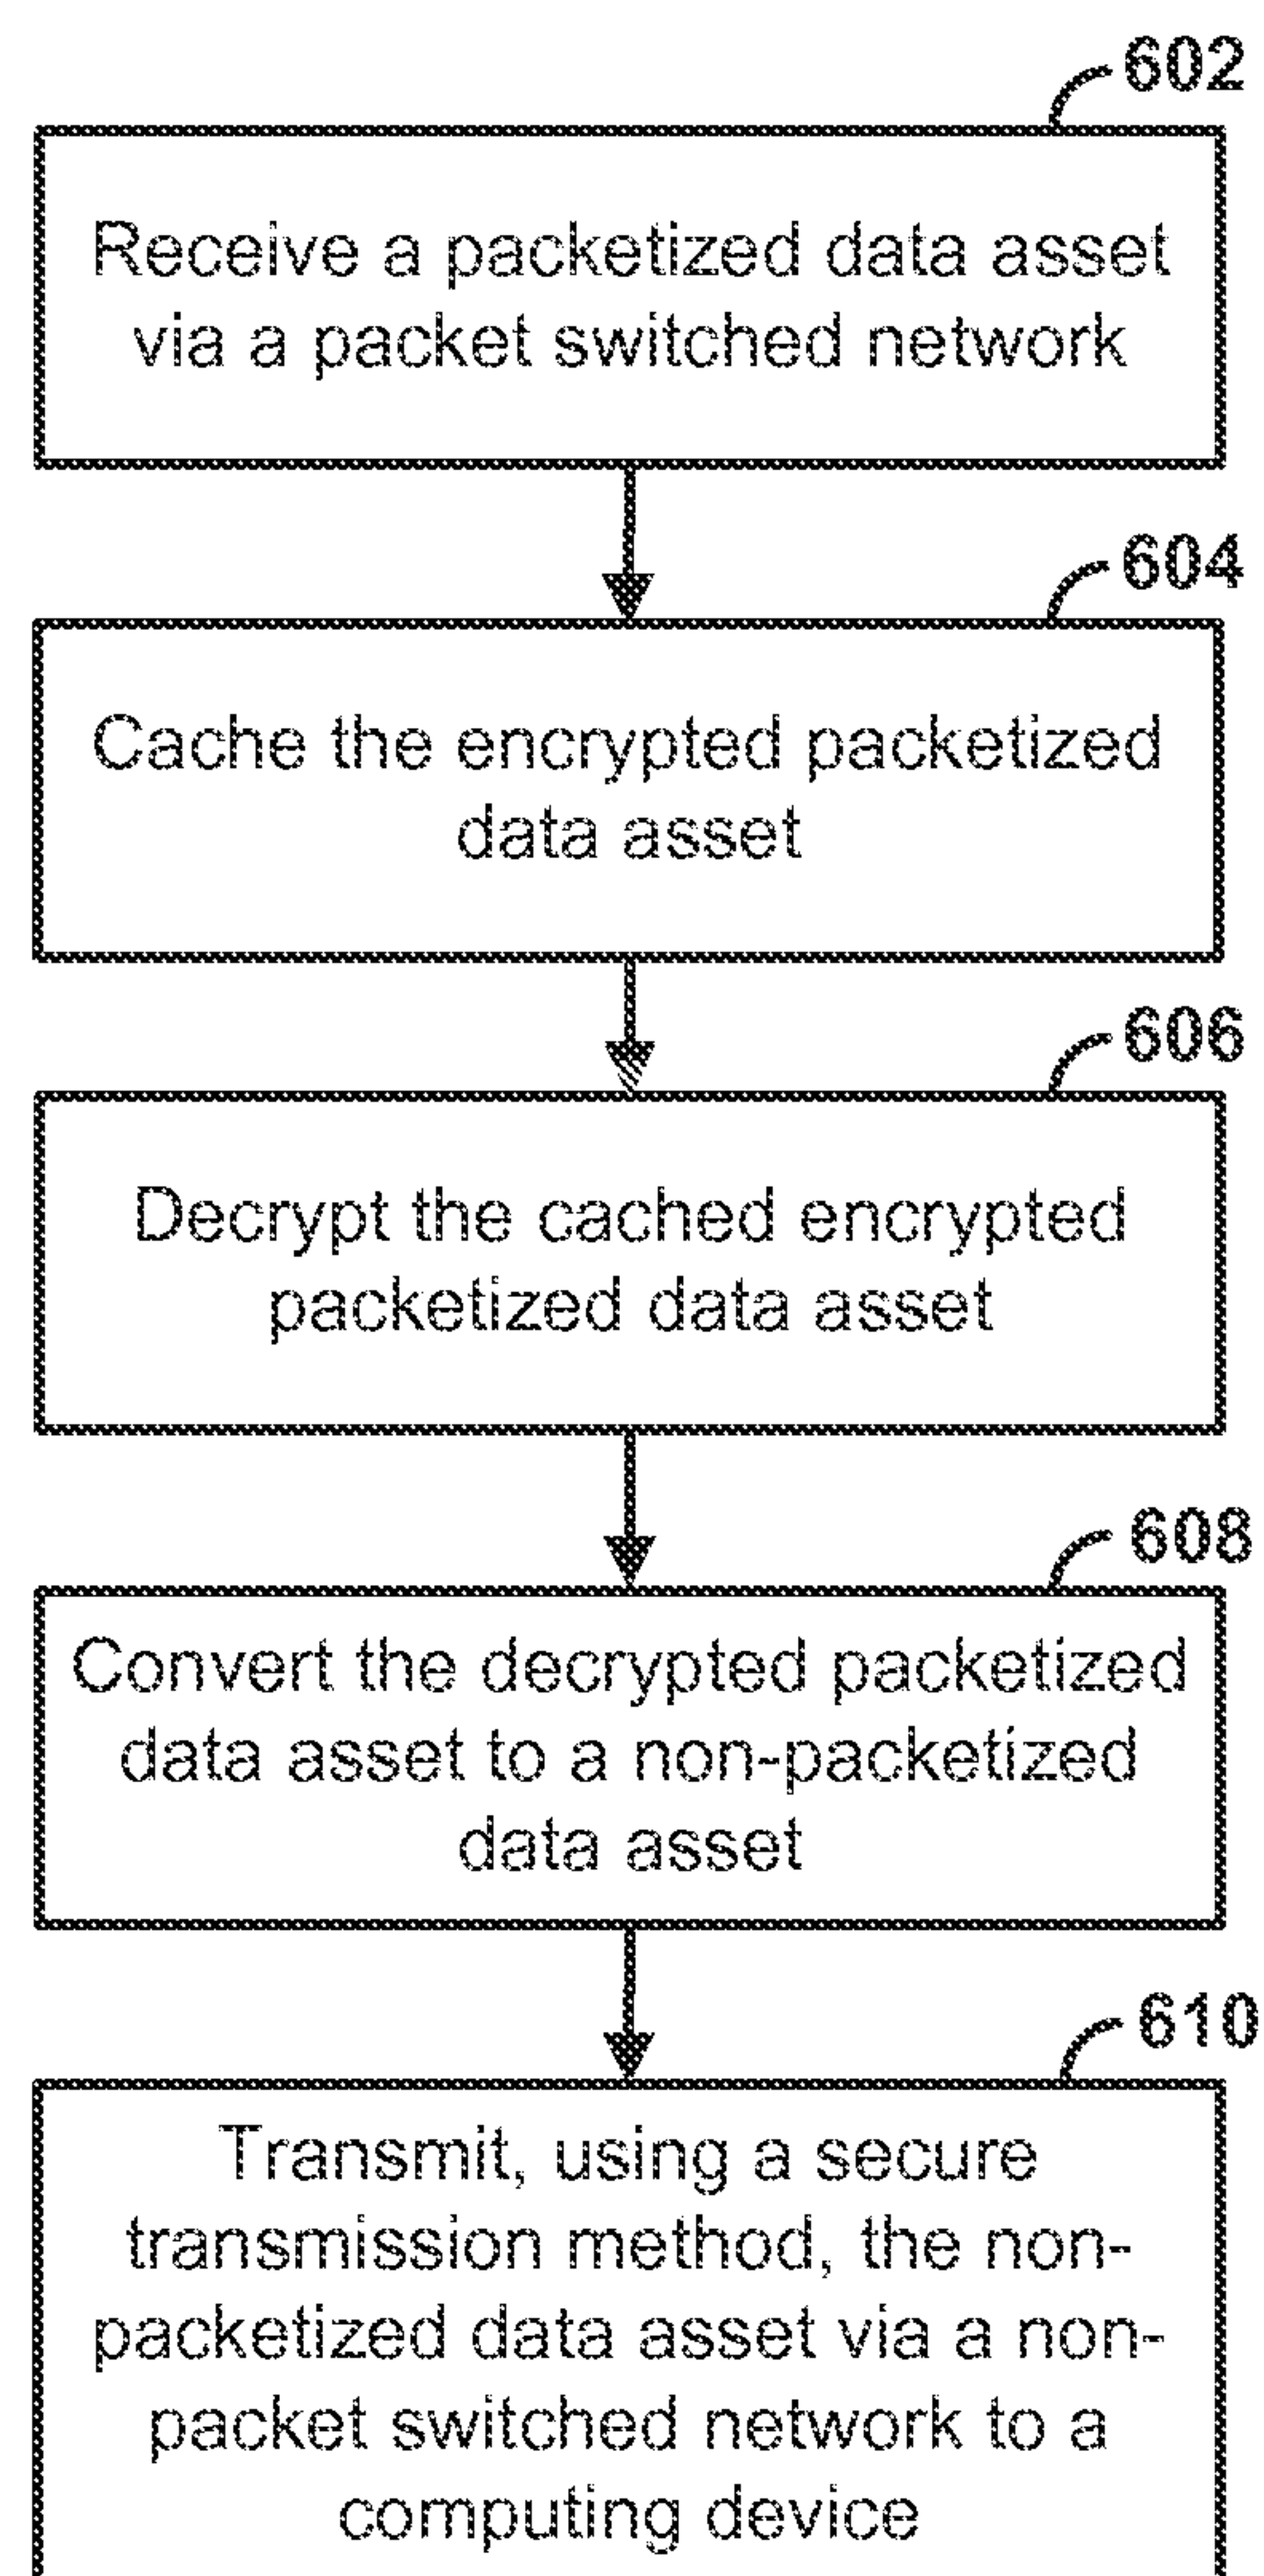 602
Receive a packetized data asset
via a packet switched network
604
Cache the encrypted packetized
data asset
606
Decrypt the cached encrypted
packetized data asset
608
Convert the decrypted packetized
data asset to a non-packetized
data asset
610
Transmit, using a secure
transmission method, the non-
packetized data asset via a non-
packet switched network to a
computing device